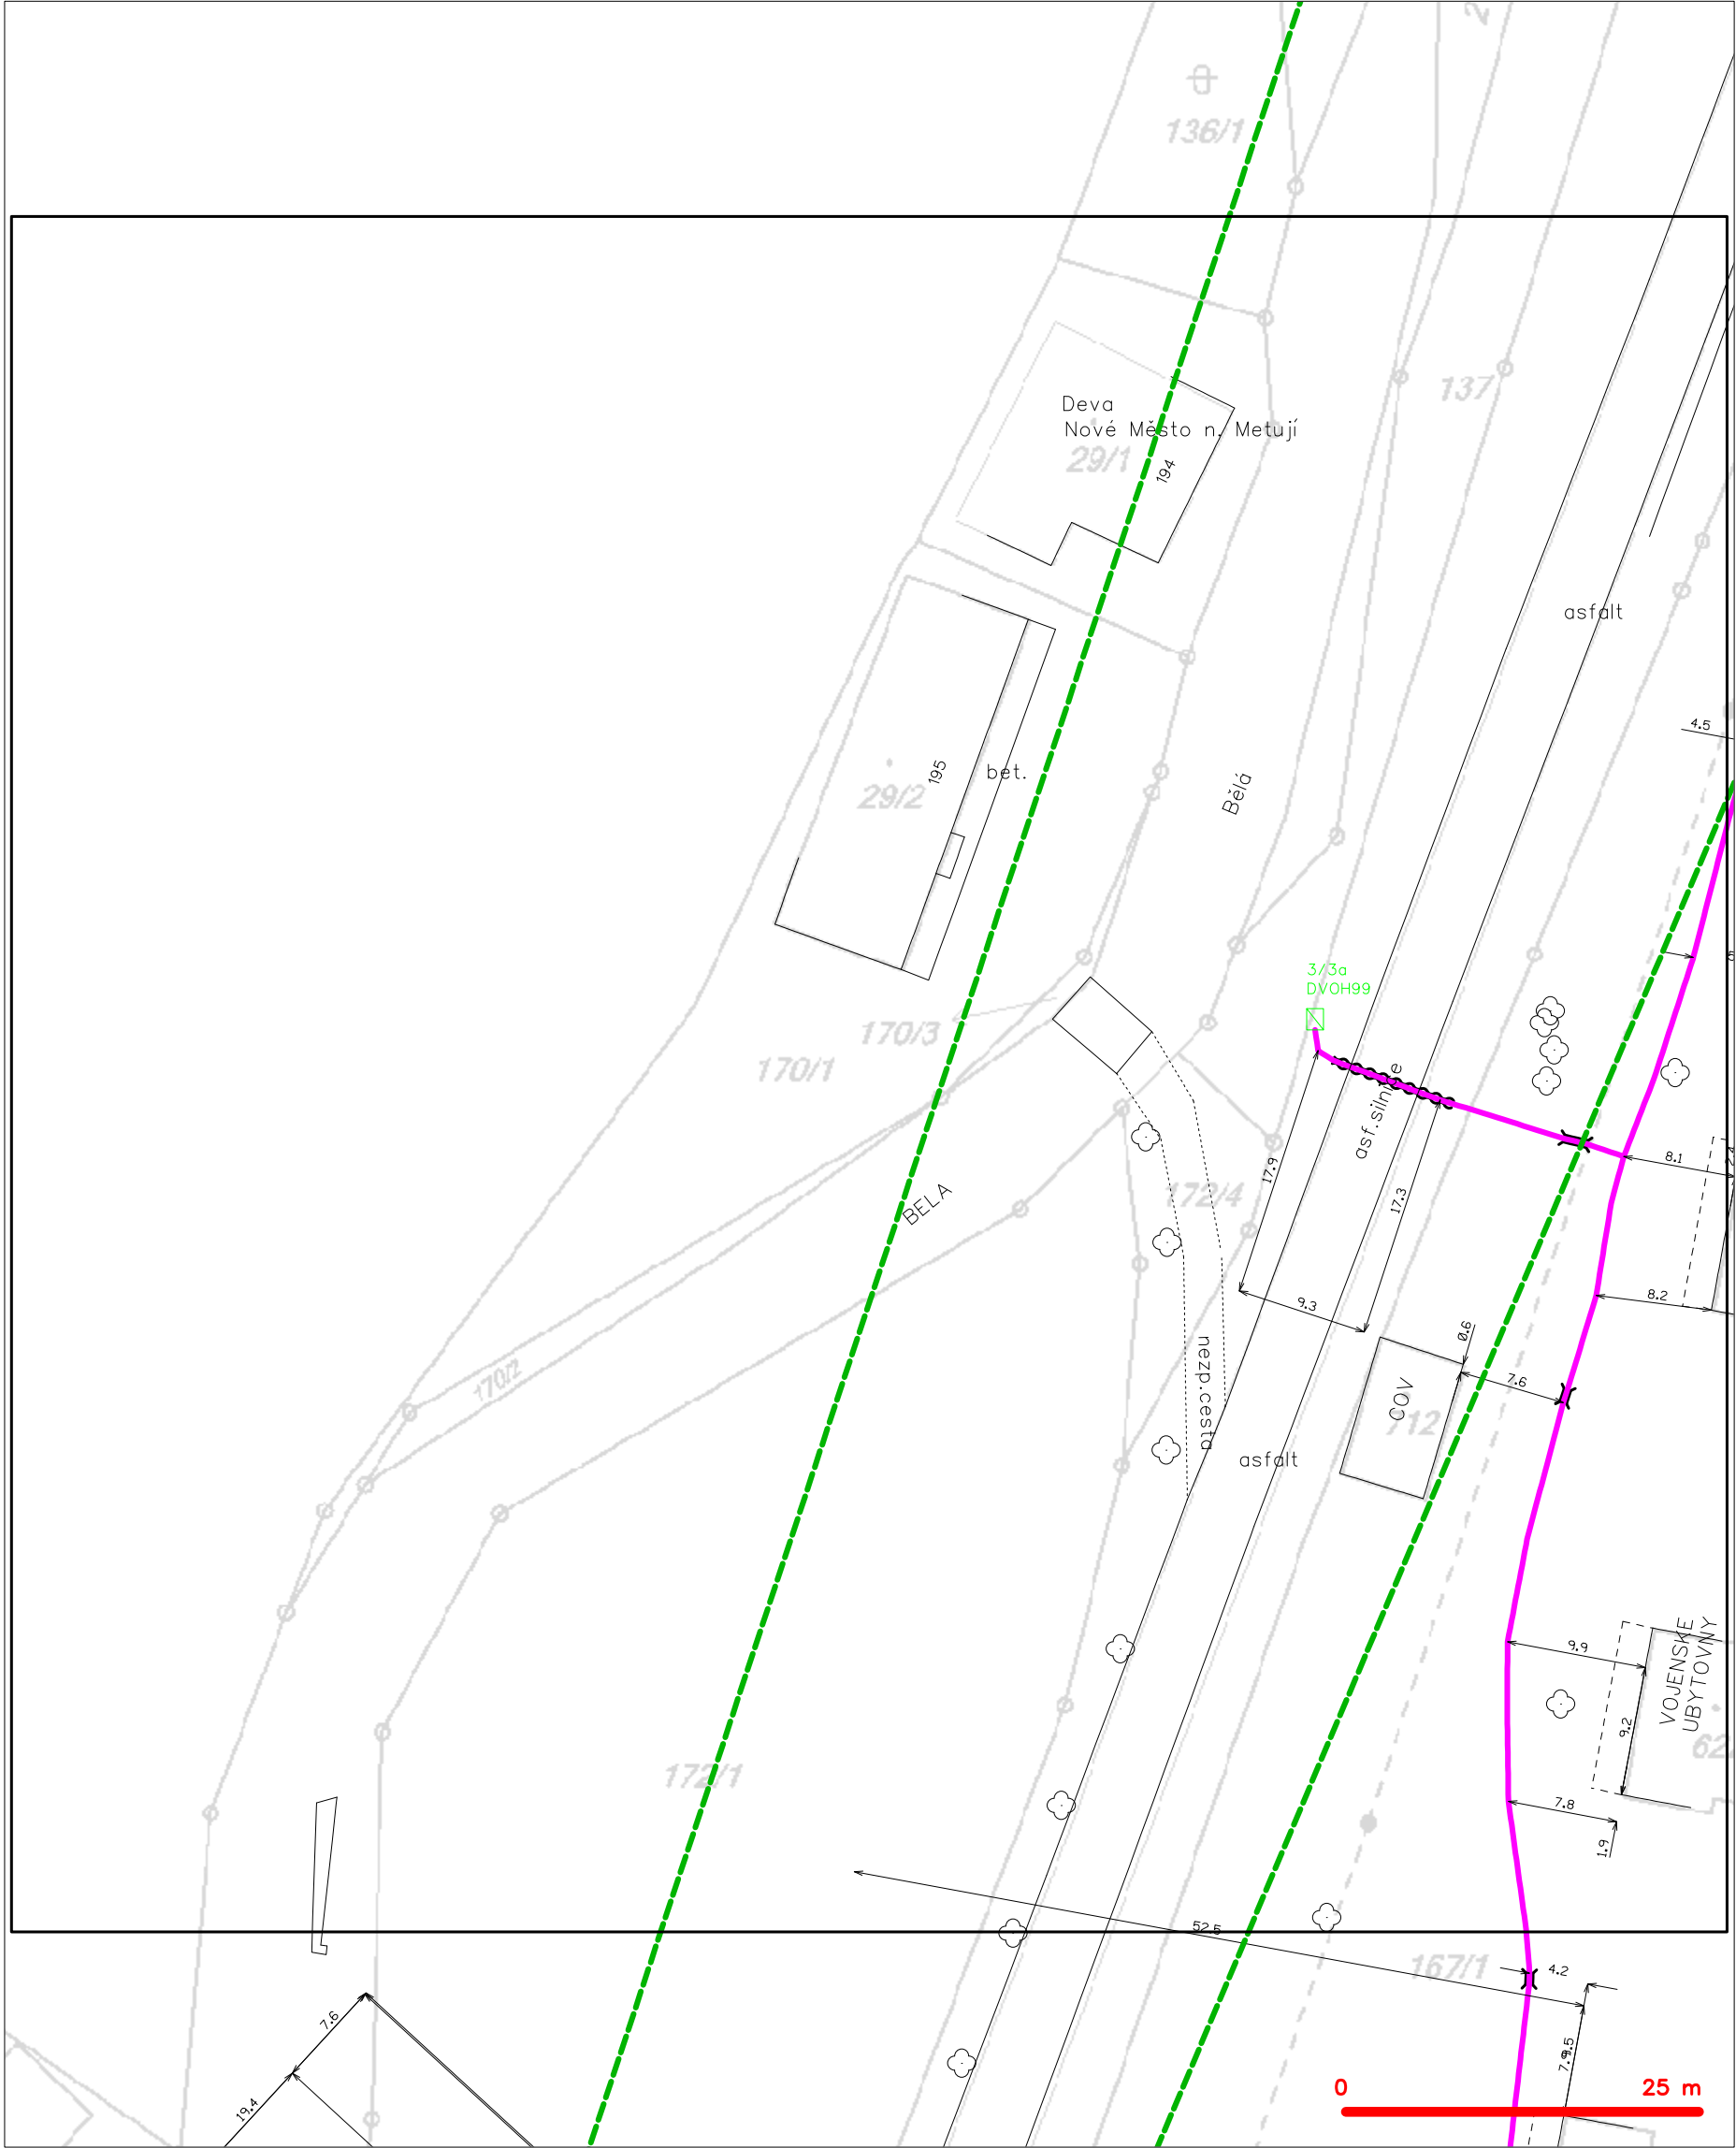 136/1
137
Deva
Nové Město n. Metují
29/1
194
asfalt
4.5
bet.
195
29/2
Bělá
3/3a
DVOH99
170/3
170/1
asf.silnice
8.1
17.9
172/4
17.3
BELA
9.3
8.2
0.6
7.6
170/2
nezp.cesta
COV
712
asfalt
9.9
VOJENSKE
UBYTOVNY
9.2
172/1
7.8
1.9
52.5
167/1
4.2
7.6
19.4
0
25 m